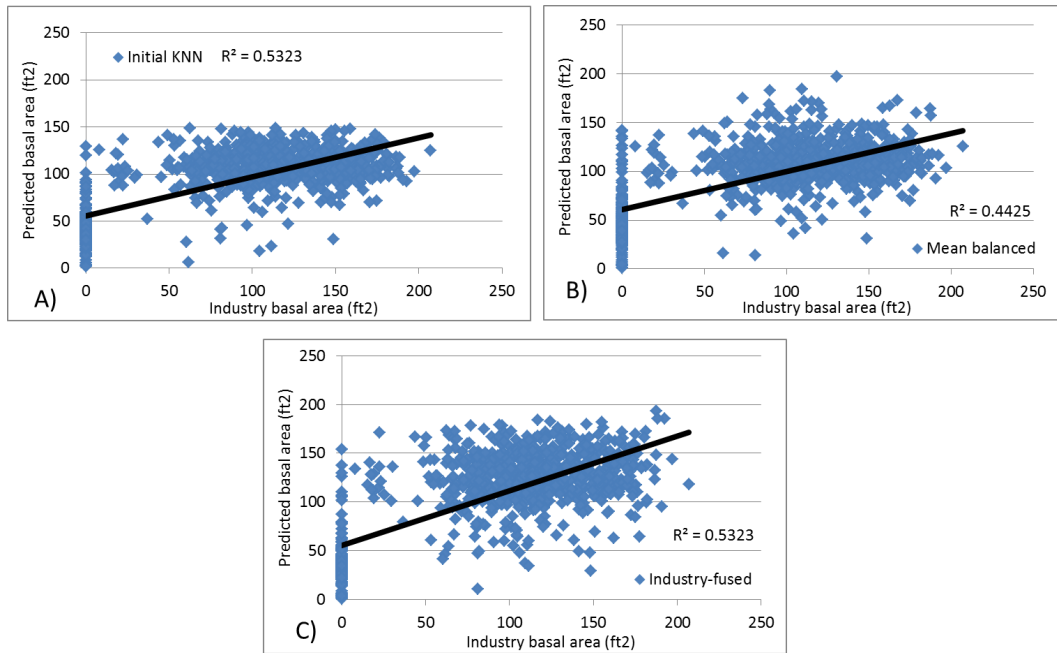 250
200
150
100
50
0
Predicted basal area (ft2)
Initial KNN R² = 0.5323
0 50 100 150 200 250
Industry basal area (ft2)
A)
250
200
150
100
50
0
Predicted basal area (ft2)
R² = 0.4425
Mean balanced
0 50 100 150 200 250
Industry basal area (ft2)
B)
250
200
150
100
50
0
Predicted basal area (ft2)
R² = 0.5323
Industry-fused
0 50 100 150 200 250
Industry basal area (ft2)
C)